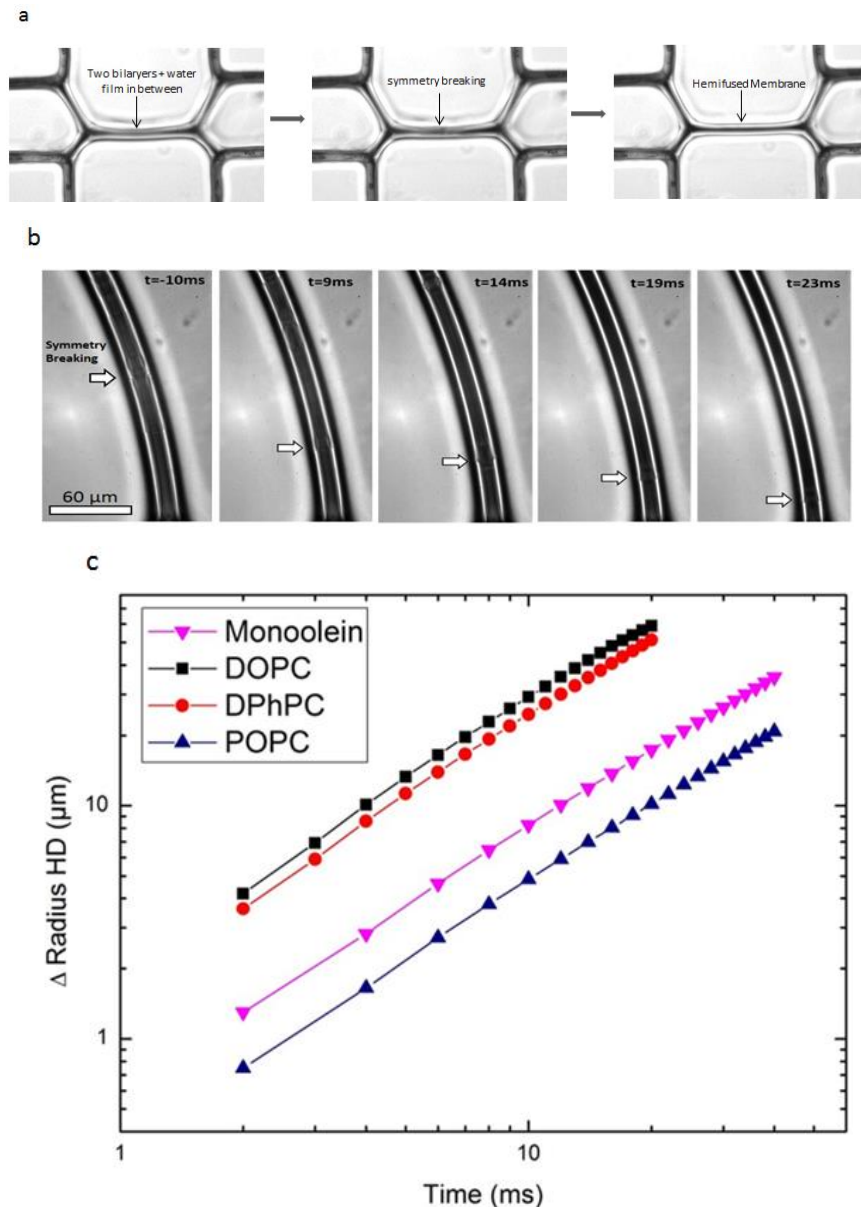 a
Two bilaryers + water
film in between
symmetry breaking
Hemifused Membrane
b
t=-10ms
t=9ms
t=14ms
t=19ms
t=23ms
Symmetry
Breaking
60 µm
c
Monoolein
DOPC
DPhPC
POPC
10
1
Δ Radius HD (µm)
1
10
Time (ms)